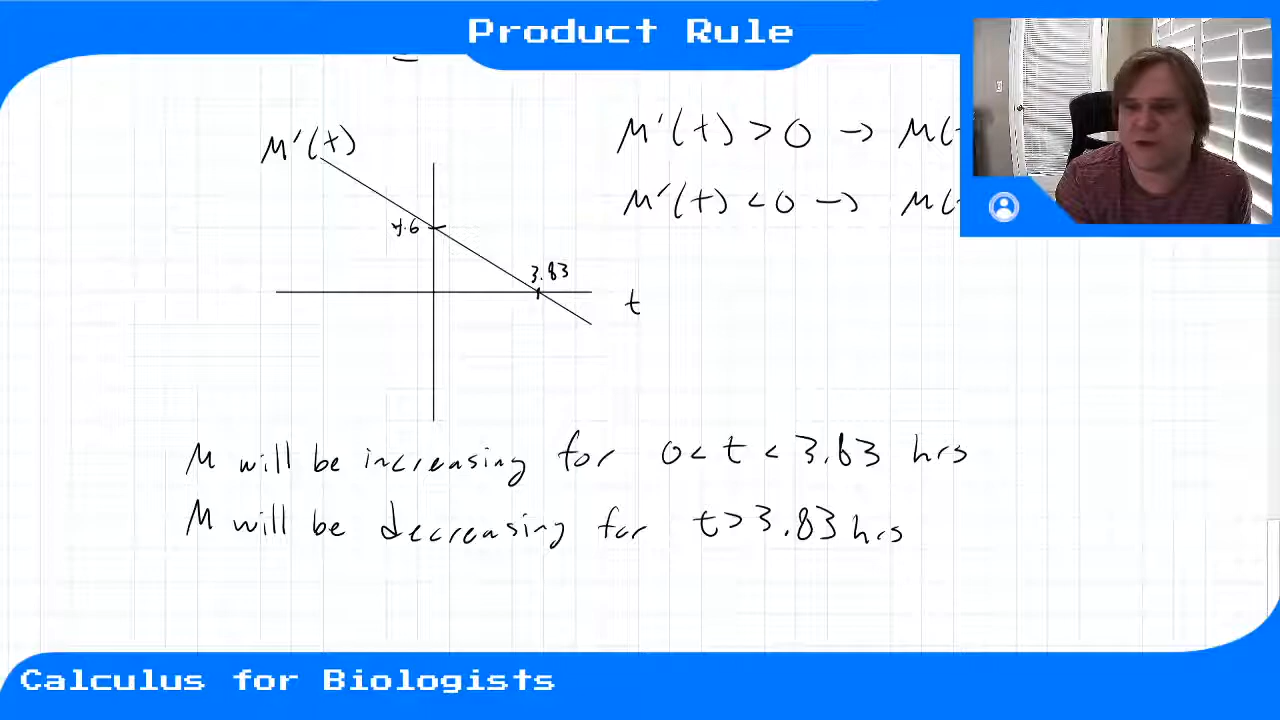 Product Rule
M'(t)
M'(t) > 0 → M(
M'(t) < 0 → M(
4.6
3.83
t
M will be increasing for 0 < t < 3.83 hrs
M will be decreasing for t > 3.83 hrs
Calculus for Biologists